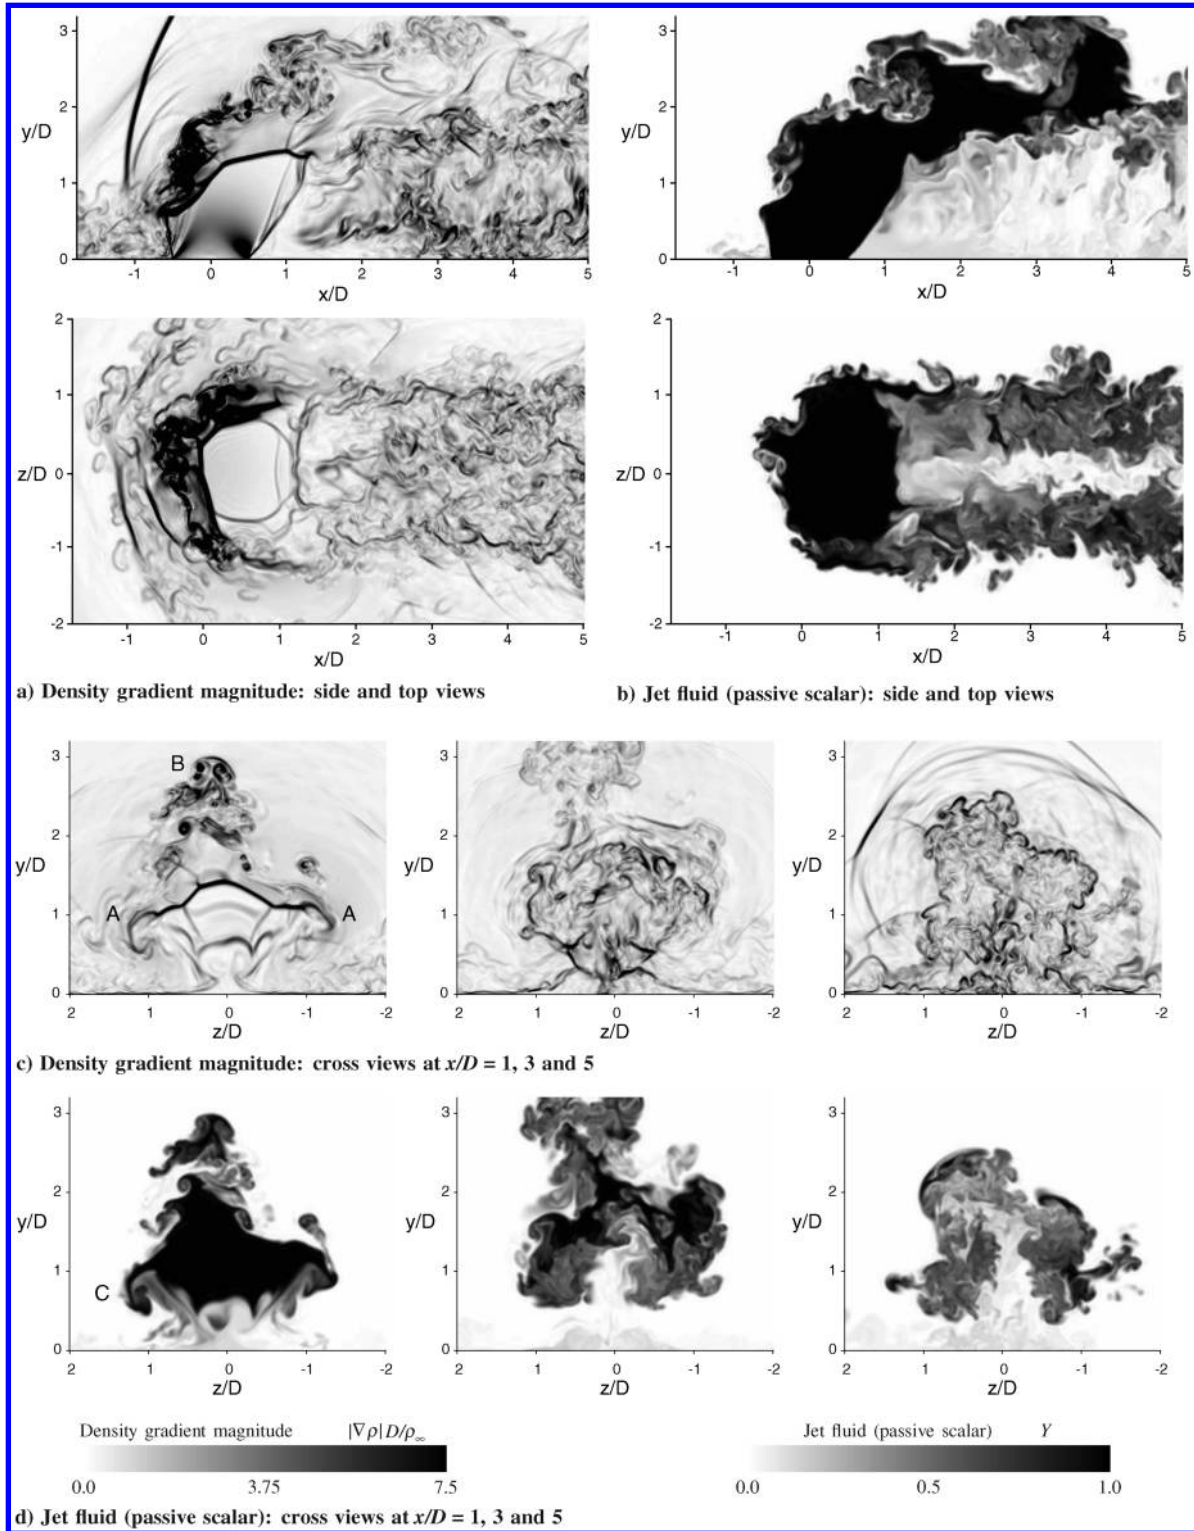 3
2
y/D
1
0
-1 0 1 2 3 4 5
x/D
3
2
y/D
1
0
-1 0 1 2 3 4 5
x/D
2
1
z/D 0
-1
-2
-1 0 1 2 3 4 5
x/D
2
1
z/D 0
-1
-2
-1 0 1 2 3 4 5
x/D
a) Density gradient magnitude: side and top views
b) Jet fluid (passive scalar): side and top views
3
B
2
y/D
A 1 A
0
2 1 0 -1 -2
z/D
3
2
y/D
1
0
2 1 0 -1 -2
z/D
3
2
y/D
1
0
2 1 0 -1 -2
z/D
c) Density gradient magnitude: cross views at x/D = 1, 3 and 5
3
2
y/D
1
C
0
2 1 0 -1 -2
z/D
3
2
y/D
1
0
2 1 0 -1 -2
z/D
3
2
y/D
1
0
2 1 0 -1 -2
z/D
Density gradient magnitude |∇ρ|D/ρ∞
0.0 3.75 7.5
Jet fluid (passive scalar) Y
0.0 0.5 1.0
d) Jet fluid (passive scalar): cross views at x/D = 1, 3 and 5